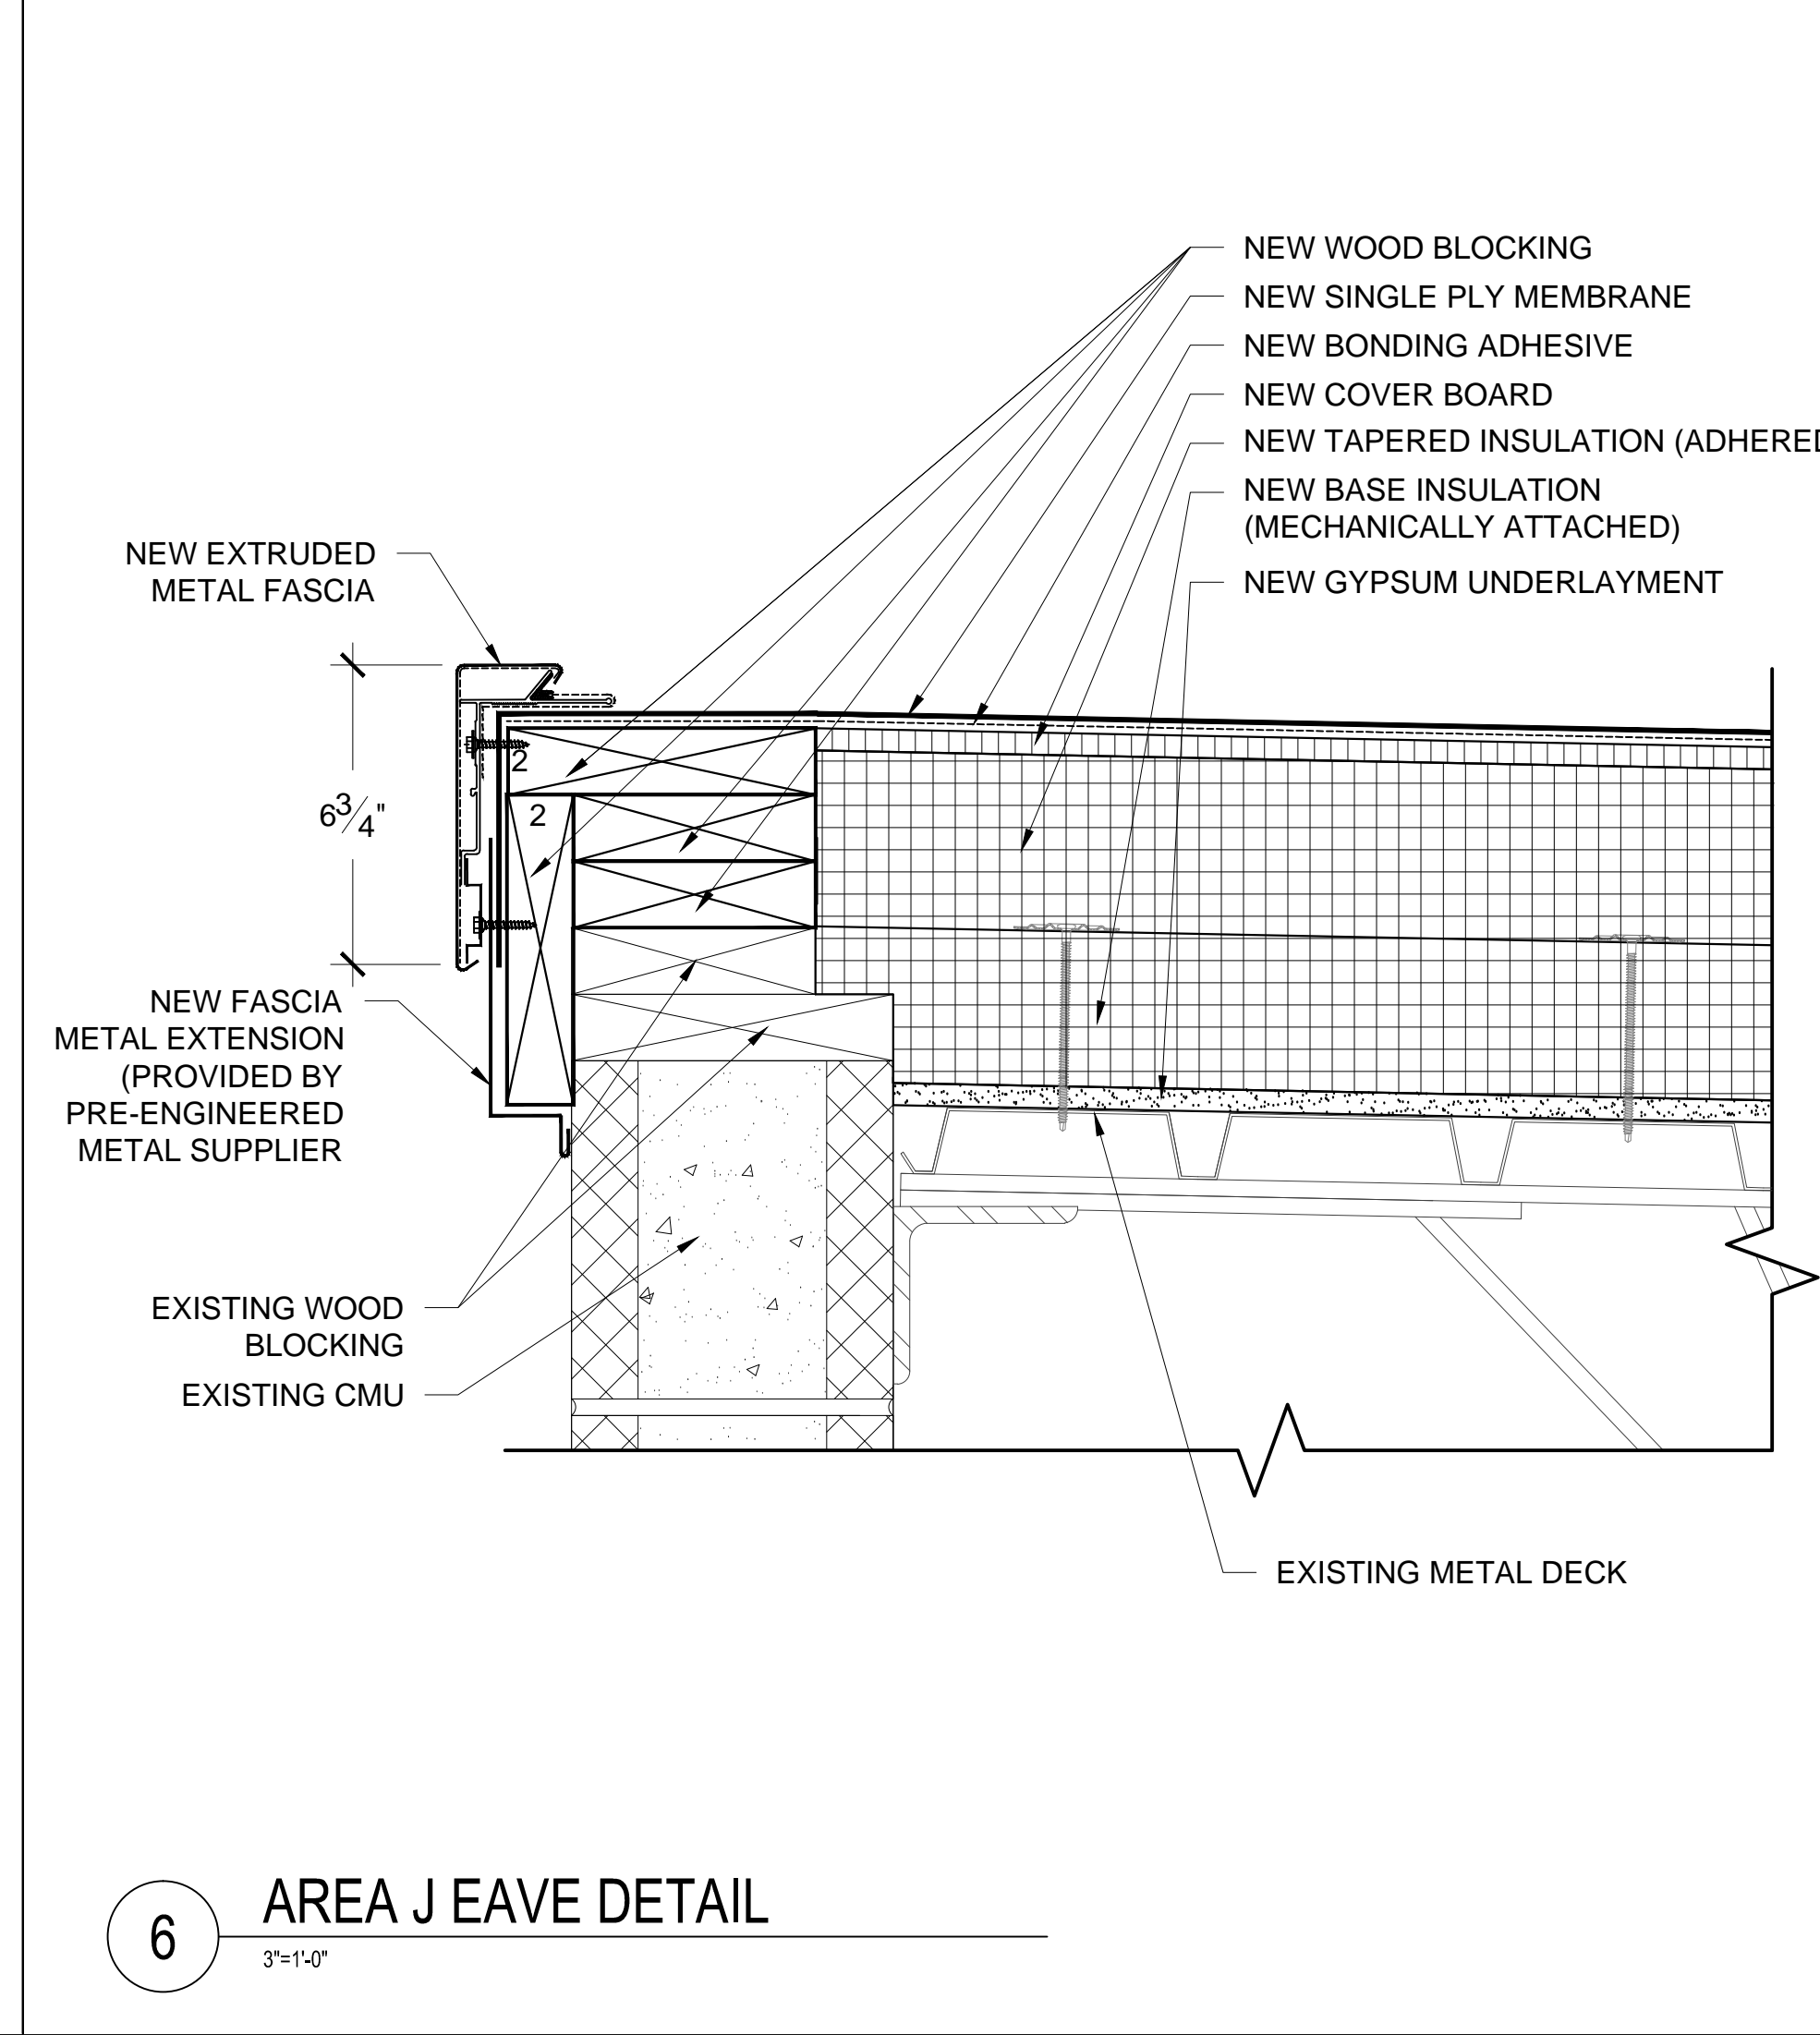 NEW WOOD BLOCKING
NEW SINGLE PLY MEMBRANE
NEW BONDING ADHESIVE
NEW COVER BOARD
NEW TAPERED INSULATION (ADHERED
NEW BASE INSULATION
(MECHANICALLY ATTACHED)
NEW GYPSUM UNDERLAYMENT
NEW EXTRUDED
METAL FASCIA
2
2
6 3/4"
NEW FASCIA
METAL EXTENSION
(PROVIDED BY
PRE-ENGINEERED
METAL SUPPLIER
EXISTING WOOD
BLOCKING
EXISTING CMU
EXISTING METAL DECK
6
AREA J EAVE DETAIL
3"=1'-0"